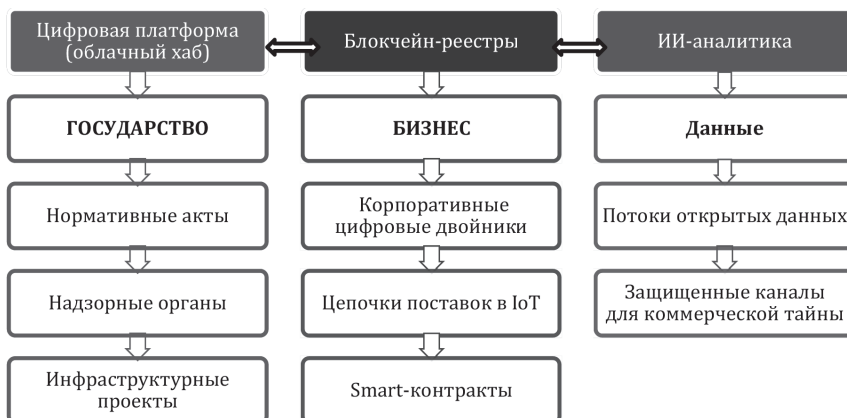 Цифровая платформа
(облачный хаб)
Блокчейн-реестры
ИИ-аналитика
ГОСУДАРСТВО
БИЗНЕС
Данные
Нормативные акты
Корпоративные
цифровые двойники
Потоки открытых данных
Надзорные органы
Цепочки поставок в IoT
Защищенные каналы
для коммерческой тайны
Инфраструктурные
проекты
Smart-контракты